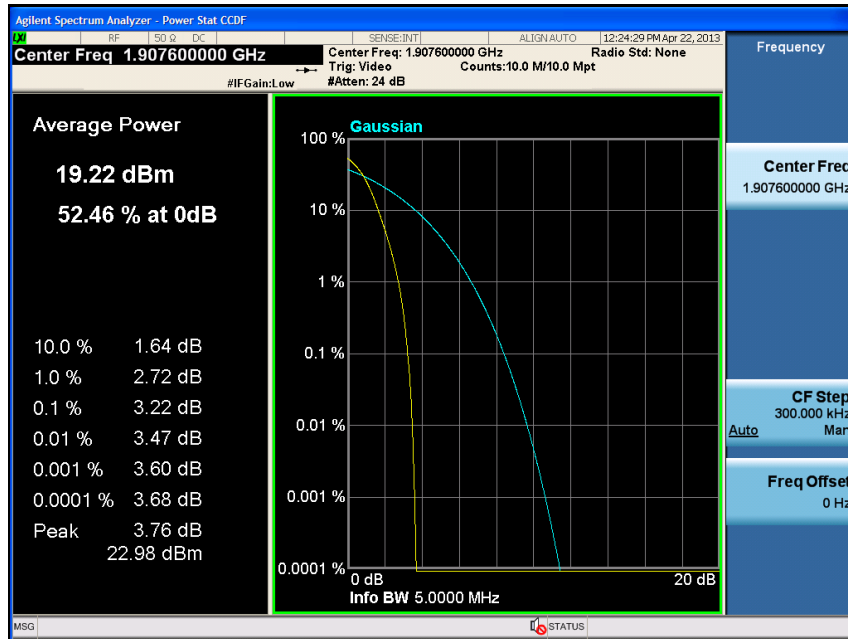 Agilent Spectrum Analyzer - Power Stat CCDF
LXI RF 50 Ω DC SENSE:INT ALIGN AUTO 12:24:29 PM Apr 22, 2013
Center Freq 1.907600000 GHz
Center Freq: 1.907600000 GHz Radio Std: None
Trig: Video Counts:10.0 M/10.0 Mpt
#IFGain:Low #Atten: 24 dB
Average Power
19.22 dBm
52.46 % at 0dB
10.0 % 1.64 dB
1.0 % 2.72 dB
0.1 % 3.22 dB
0.01 % 3.47 dB
0.001 % 3.60 dB
0.0001 % 3.68 dB
Peak 3.76 dB
22.98 dBm
Gaussian
100 %
10 %
1 %
0.1 %
0.01 %
0.001 %
0.0001 %
0 dB 20 dB
Info BW 5.0000 MHz
Frequency
Center Freq
1.907600000 GHz
CF Step
300.000 kHz
Auto Man
Freq Offset
0 Hz
MSG STATUS